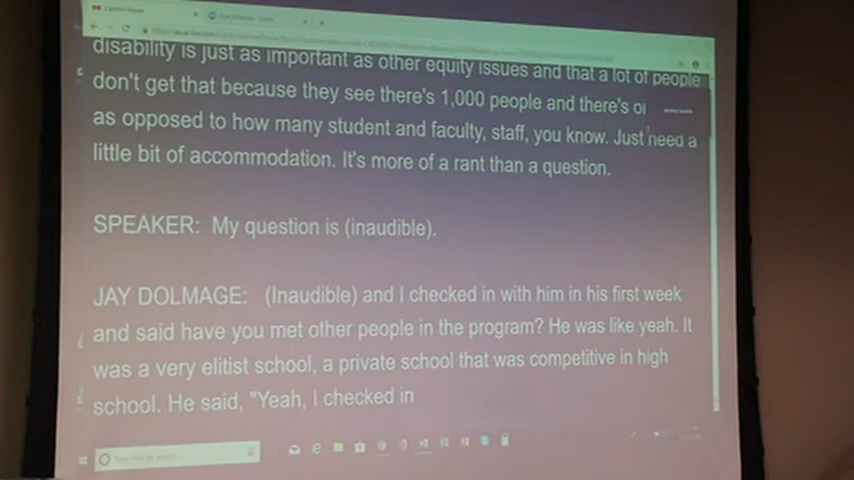 disability is just as important as other equity issues and that a lot of people
don't get that because they see there's 1,000 people and there's
as opposed to how many student and faculty, staff, you know. Just need a
little bit of accommodation. It's more of a rant than a question.
SPEAKER: My question is (inaudible).
JAY DOLMAGE: (Inaudible) and I checked in with him in his first week
and said have you met other people in the program? He was like yeah. It
was a very elitist school, a private school that was competitive in high
school. He said, "Yeah, I checked in
Type here to search